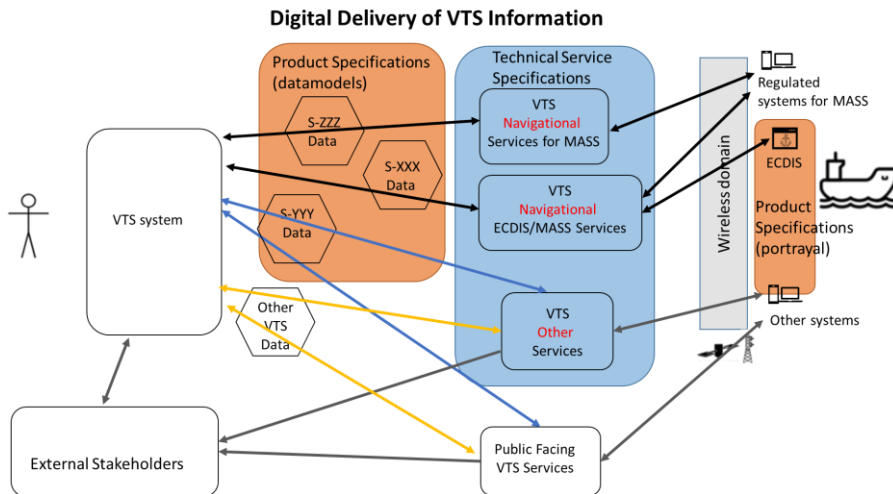 Digital Delivery of VTS Information
Product Specifications
(datamodels)
S-ZZZ
Data
S-XXX
Data
S-YYY
Data
Other
VTS
Data
VTS system
External Stakeholders
Technical Service
Specifications
VTS
Navigational
Services for MASS
VTS
Navigational
ECDIS/MASS Services
VTS
Other
Services
Public Facing
VTS Services
Wireless domain
Regulated
systems for MASS
ECDIS
Product
Specifications
(portrayal)
Other systems